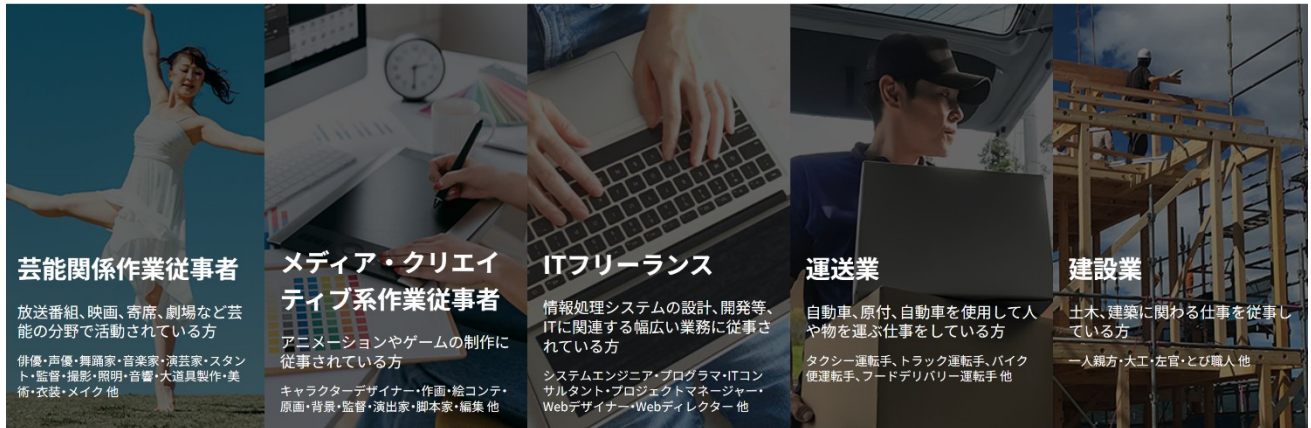 芸能関係作業従事者
放送番組、映画、寄席、劇場など芸
能の分野で活動されている方
俳優・声優・舞踊家・音楽家・演芸家・スタン
ト・監督・撮影・照明・音響・大道具製作・美
術・衣装・メイク 他
メディア・クリエイ
ティブ系作業従事者
アニメーションやゲームの制作に
従事されている方
キャラクターデザイナー・作画・絵コンテ・
原画・背景・監督・演出家・脚本家・編集 他
ITフリーランス
情報処理システムの設計、開発等、
ITに関連する幅広い業務に従事さ
れている方
システムエンジニア・プログラマ・ITコン
サルタント・プロジェクトマネージャー・
Webデザイナー・Webディレクター 他
運送業
自動車、原付、自動車を使用して人
や物を運ぶ仕事をしている方
タクシー運転手、トラック運転手、バイク
便運転手、フードデリバリー運転手 他
建設業
土木、建築に関わる仕事を従事し
ている方
一人親方・大工・左官・とび職人 他